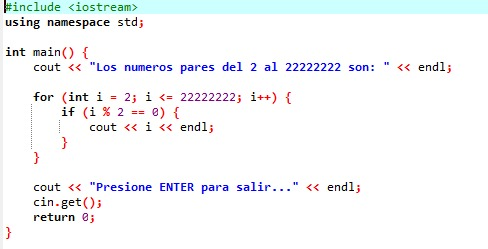 #include <iostream>
using namespace std;
int main() {
cout << "Los numeros pares del 2 al 22222222 son: " << endl;
for (int i = 2; i <= 22222222; i++) {
if (i % 2 == 0) {
cout << i << endl;
}
}
cout << "Presione ENTER para salir..." << endl;
cin.get();
return 0;
}